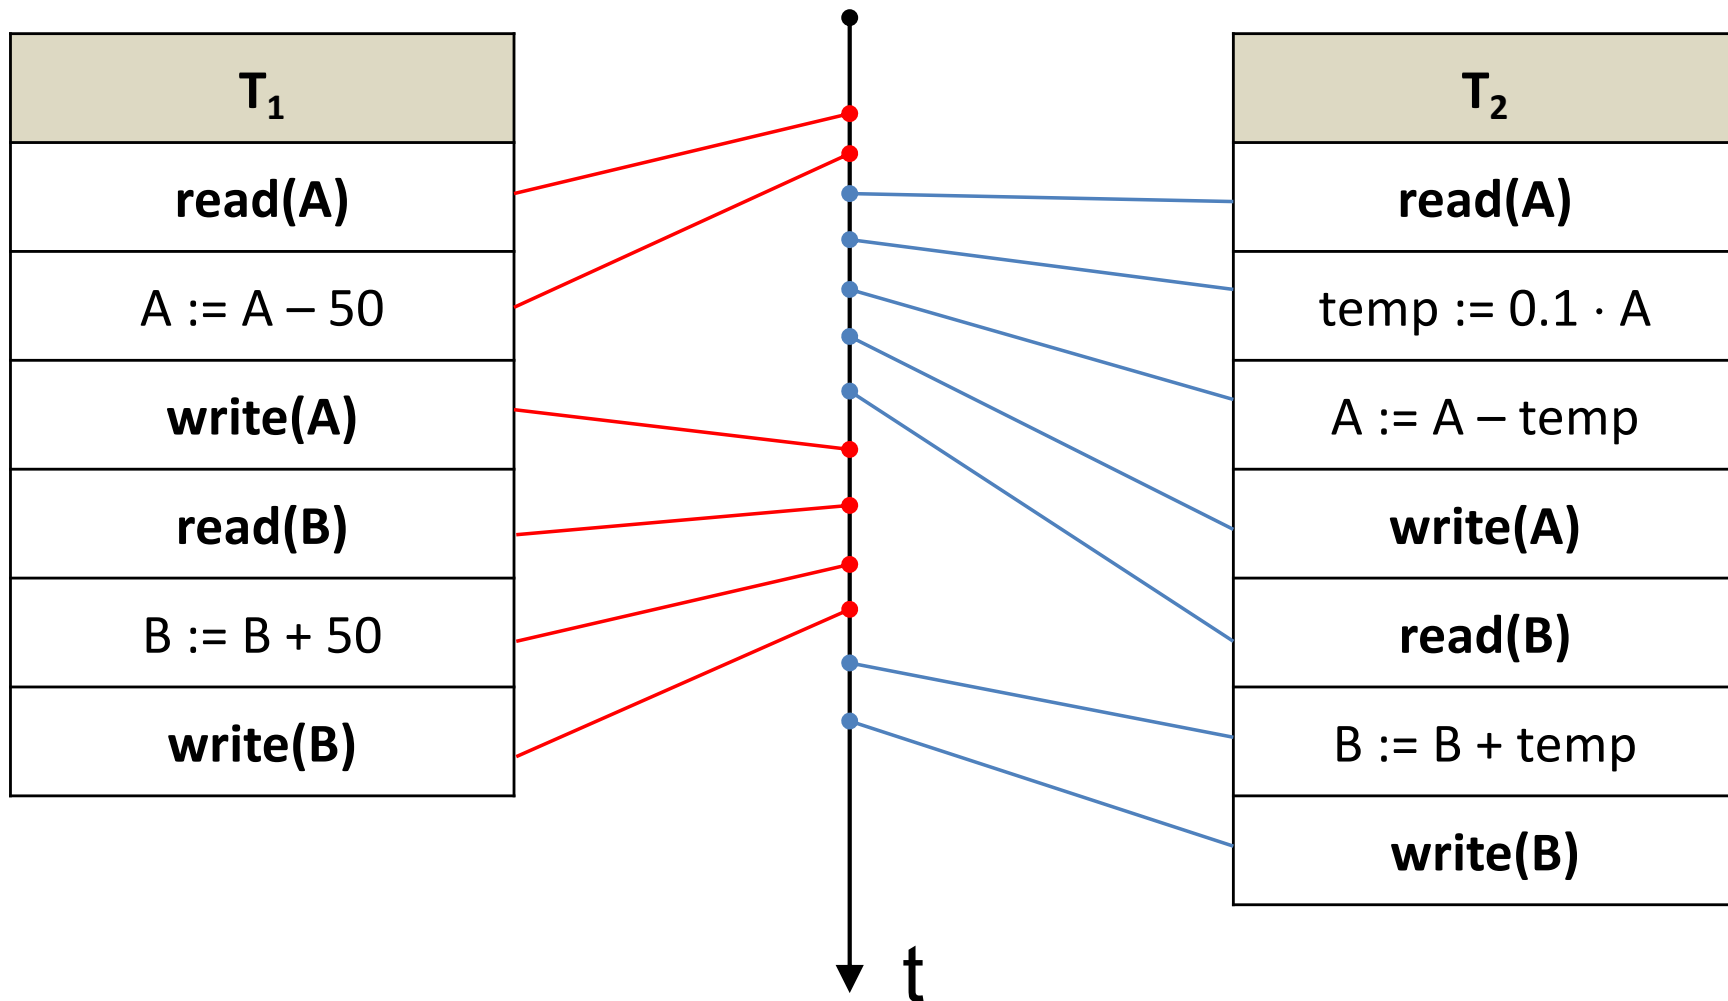 T₁
read(A)
A := A – 50
write(A)
read(B)
B := B + 50
write(B)
T₂
read(A)
temp := 0.1 · A
A := A – temp
write(A)
read(B)
B := B + temp
write(B)
t